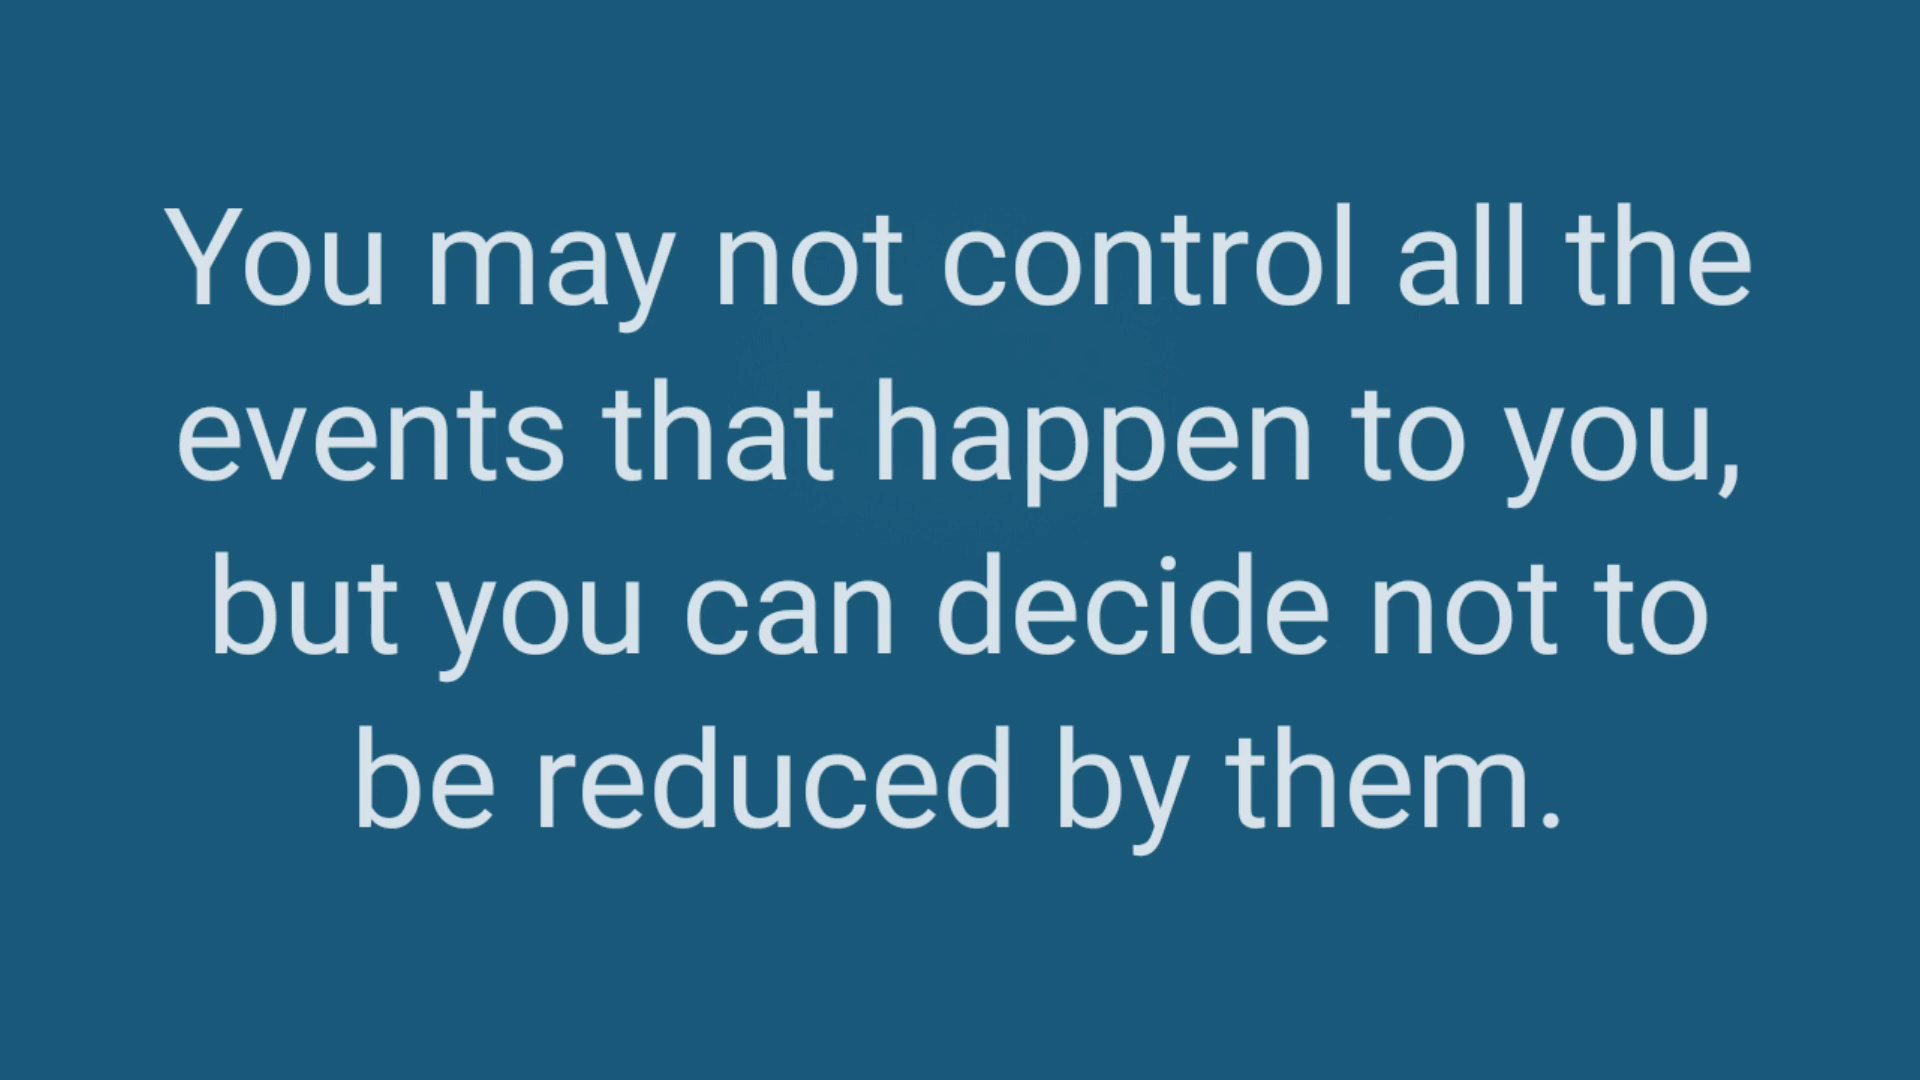 You may not control all the
events that happen to you,
but you can decide not to
be reduced by them.